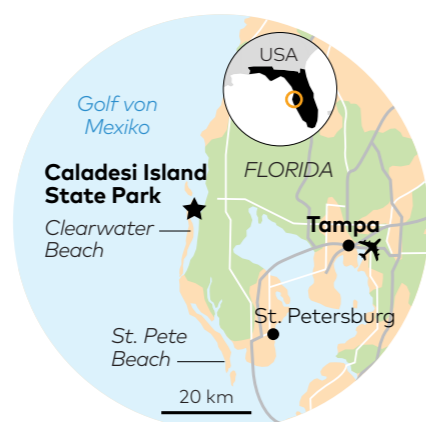 USA
Golf von
Mexiko
Caladesi Island
State Park
FLORIDA
Clearwater
Beach
Tampa
St. Petersburg
St. Pete
Beach
20 km